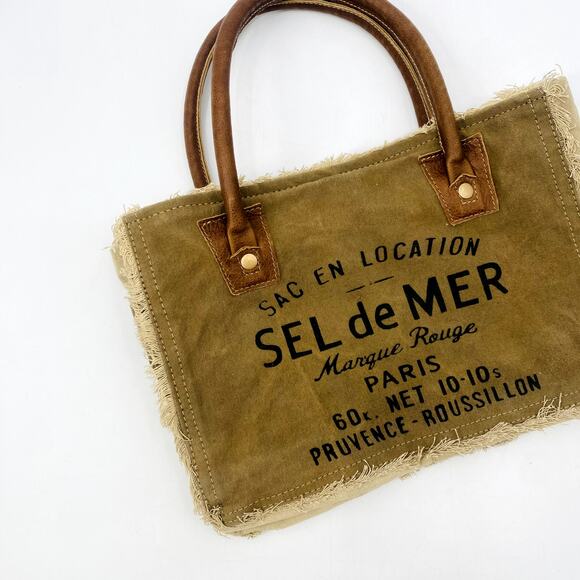 SAC EN LOCATION
SEL de MER
Marque Rouge
PARIS
60K. NET 10-10s
PRUVENCE-ROUSSILLON